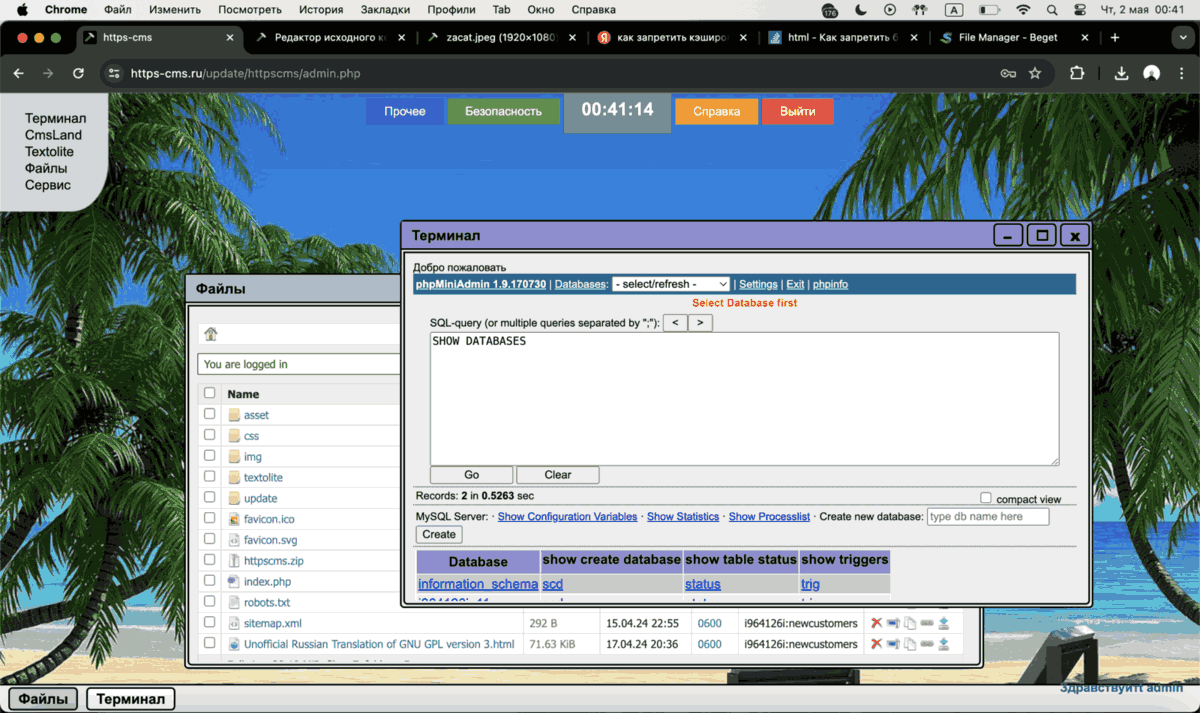 Chrome Файл Изменить Посмотреть История Закладки Профили Tab Окно Справка 176 A Чт, 2 мая 00:41
https-cms Редактор исходного к zacat.jpeg (1920×1080 как запретить кэширо html - Как запретить б File Manager - Beget
https-cms.ru/update/httpscms/admin.php
Терминал
CmsLand
Textolite
Файлы
Сервис
Прочее Безопасность 00:41:14 Справка Выйти
Терминал
Добро пожаловать
phpMiniAdmin 1.9.170730 | Databases: - select/refresh - | Settings | Exit | phpinfo
Select Database first
SQL-query (or multiple queries separated by ";"): < >
SHOW DATABASES
Go Clear
Records: 2 in 0.5263 sec
compact view
MySQL Server: · Show Configuration Variables · Show Statistics · Show Processlist · Create new database: type db name here
Create
Database show create database show table status show triggers
information_schema scd status trig
Файлы
You are logged in
Name
asset
css
img
textolite
update
favicon.ico
favicon.svg
httpscms.zip
index.php
robots.txt
sitemap.xml 292 B 15.04.24 22:55 0600 i964126i:newcustomers
Unofficial Russian Translation of GNU GPL version 3.html 71.63 KiB 17.04.24 20:36 0600 i964126i:newcustomers
Здравствуйтt admin
Файлы Терминал